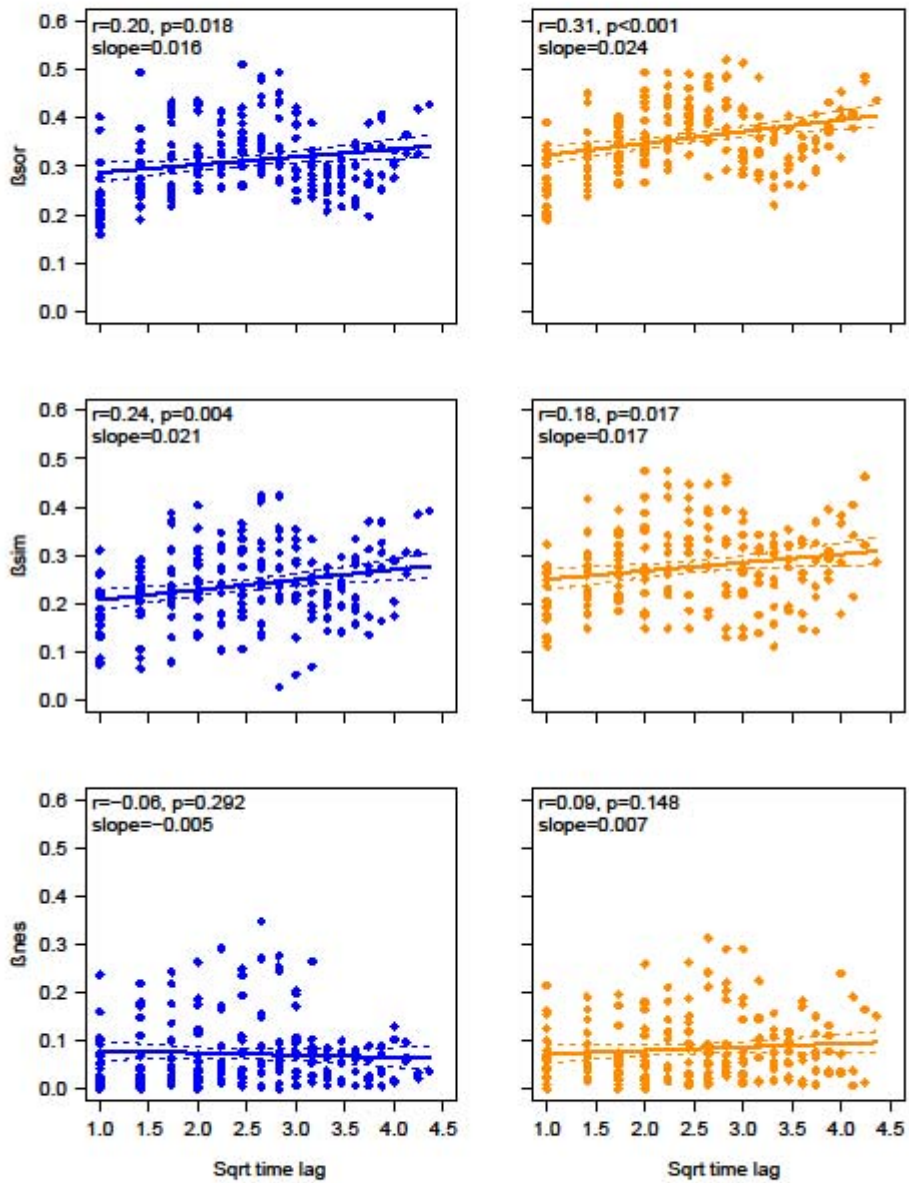 r=0.20, p=0.018
slope=0.016
0.6
0.5
0.4
0.3
0.2
0.1
0.0
ßsor
r=0.31, p<0.001
slope=0.024
r=0.24, p=0.004
slope=0.021
0.6
0.5
0.4
0.3
0.2
0.1
0.0
ßsim
r=0.18, p=0.017
slope=0.017
r=−0.06, p=0.292
slope=−0.005
0.6
0.5
0.4
0.3
0.2
0.1
0.0
ßnes
r=0.09, p=0.148
slope=0.007
1.0 1.5 2.0 2.5 3.0 3.5 4.0 4.5
1.0 1.5 2.0 2.5 3.0 3.5 4.0 4.5
Sqrt time lag
Sqrt time lag